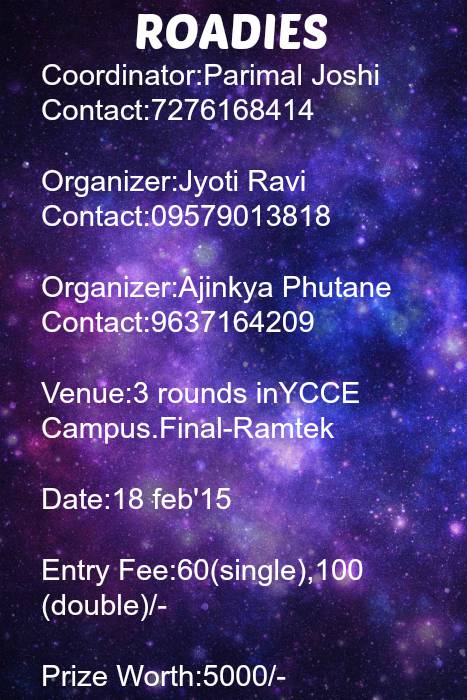 ROADIES
Coordinator:Parimal Joshi
Contact:7276168414
Organizer:Jyoti Ravi
Contact:09579013818
Organizer:Ajinkya Phutane
Contact:9637164209
Venue:3 rounds inYCCE
Campus.Final-Ramtek
Date:18 feb'15
Entry Fee:60(single),100
(double)/-
Prize Worth:5000/-